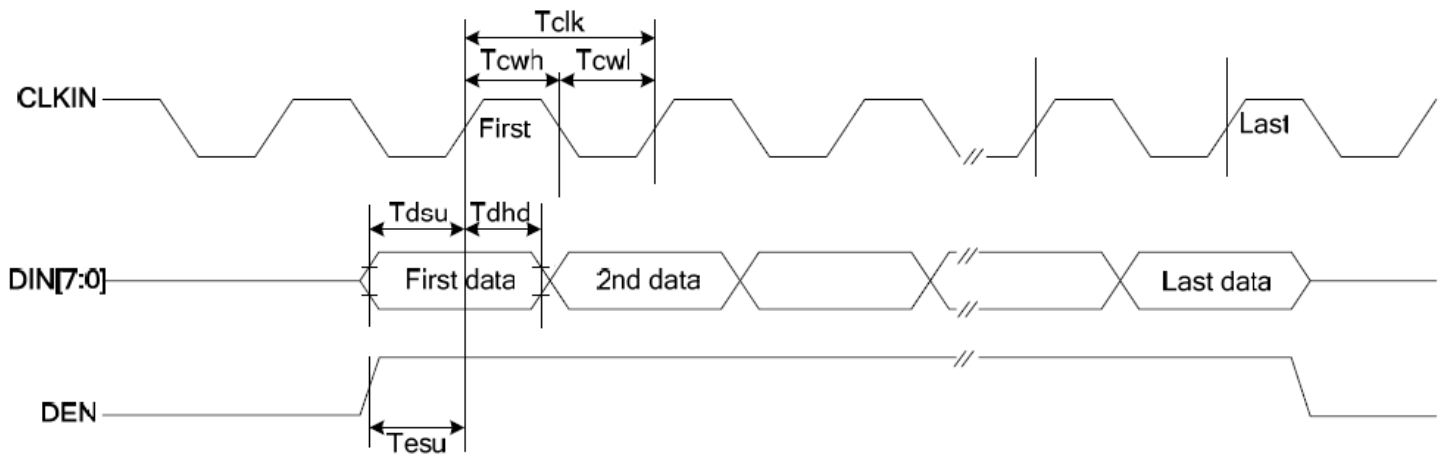 Tclk
Tcwh Tcwl
CLKIN First Last
Tdsu Tdhd
DIN[7:0] First data 2nd data Last data
DEN
Tesu